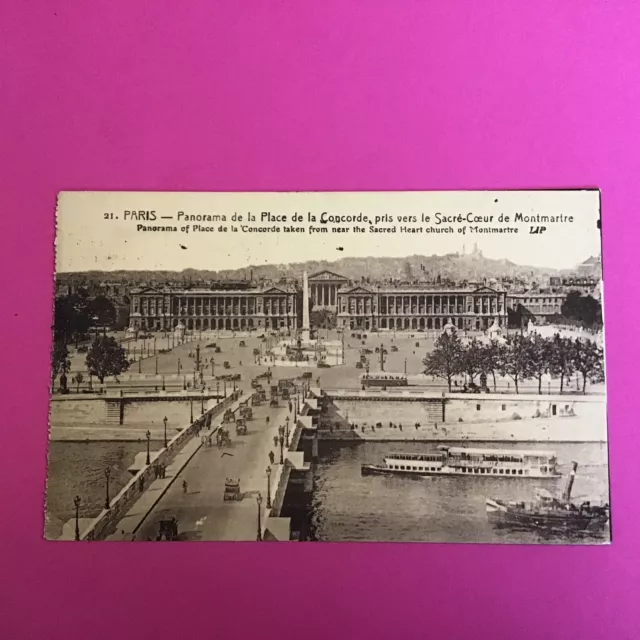 21. PARIS — Panorama de la Place de la Concorde, pris vers le Sacré-Cœur de Montmartre
Panorama of Place de la Concorde taken from near the Sacred Heart church of Montmartre LIP